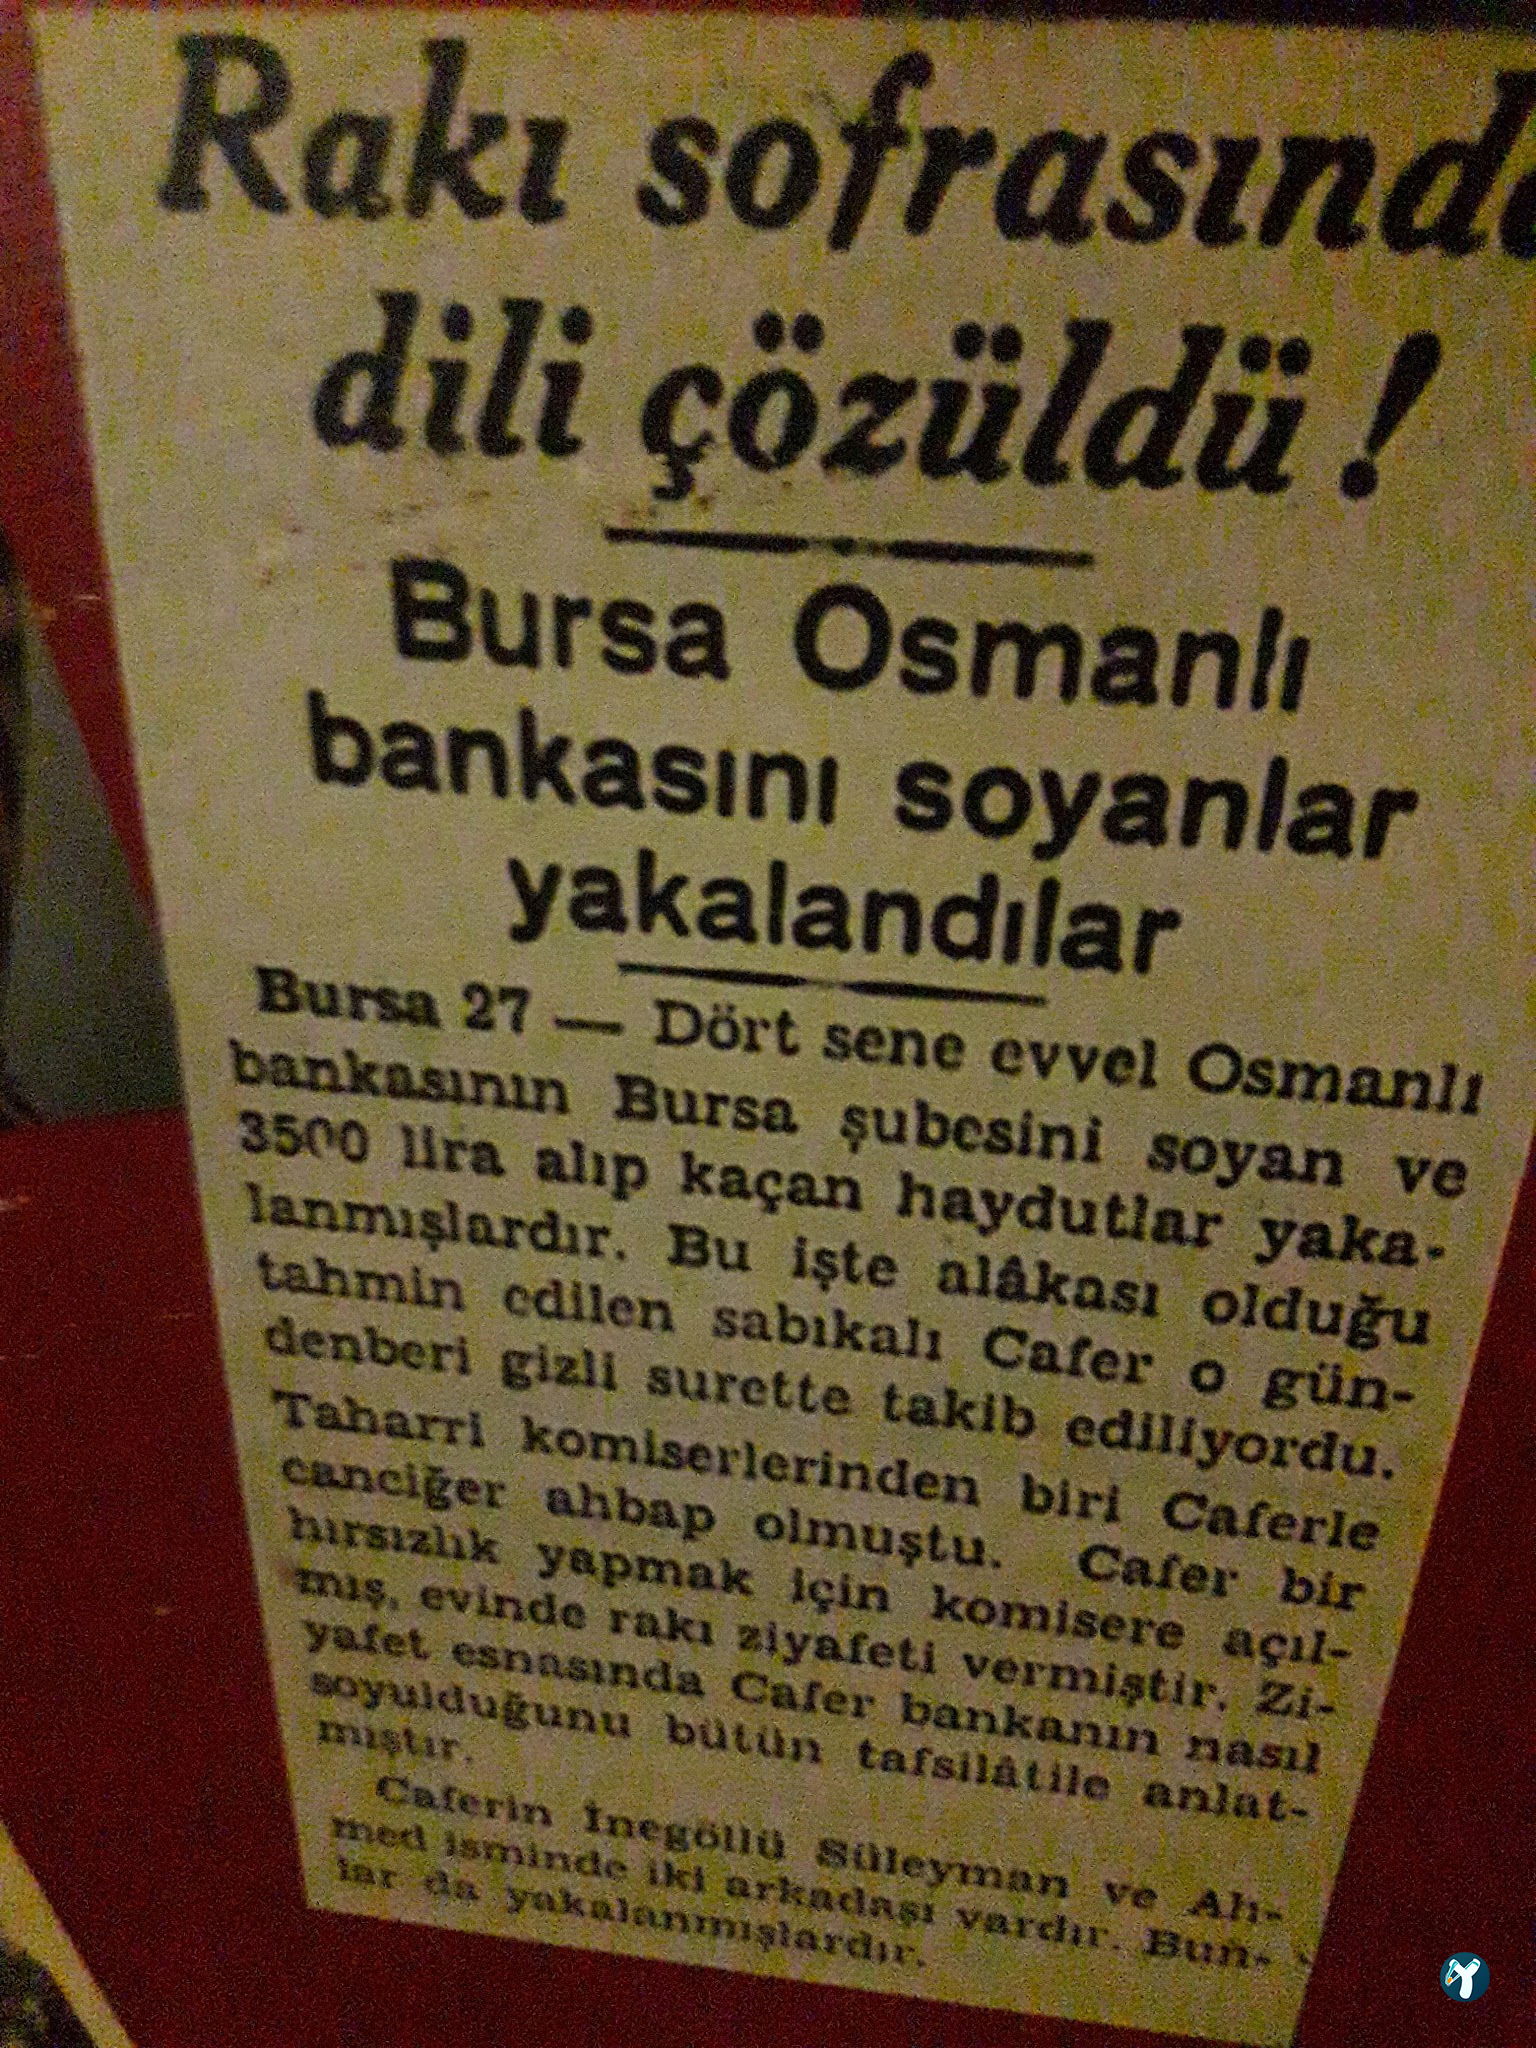 Rakı sofrasında
dili çözüldü !
Bursa Osmanlı
bankasını soyanlar
yakalandılar
Bursa 27 — Dört sene evvel Osmanlı
bankasının Bursa şubesini soyan ve
3500 lira alıp kaçan haydutlar yaka-
lanmışlardır. Bu işte alâkası olduğu
tahmin edilen sabıkalı Cafer o gün-
denberi gizli surette takib ediliyordu.
Taharri komiserlerinden biri Caferle
canciğer ahbap olmuştu. Cafer bir
hırsızlık yapmak için komisere açıl-
mış, evinde rakı ziyafeti vermiştir. Zi-
yafet esnasında Cafer bankanın nasıl
soyulduğunu bütün tafsilâtile anlat-
mıştır.
Caferin İnegöllü Süleyman ve Ah-
med isminde iki arkadaşı vardır. Bun-
lar da yakalanmışlardır.